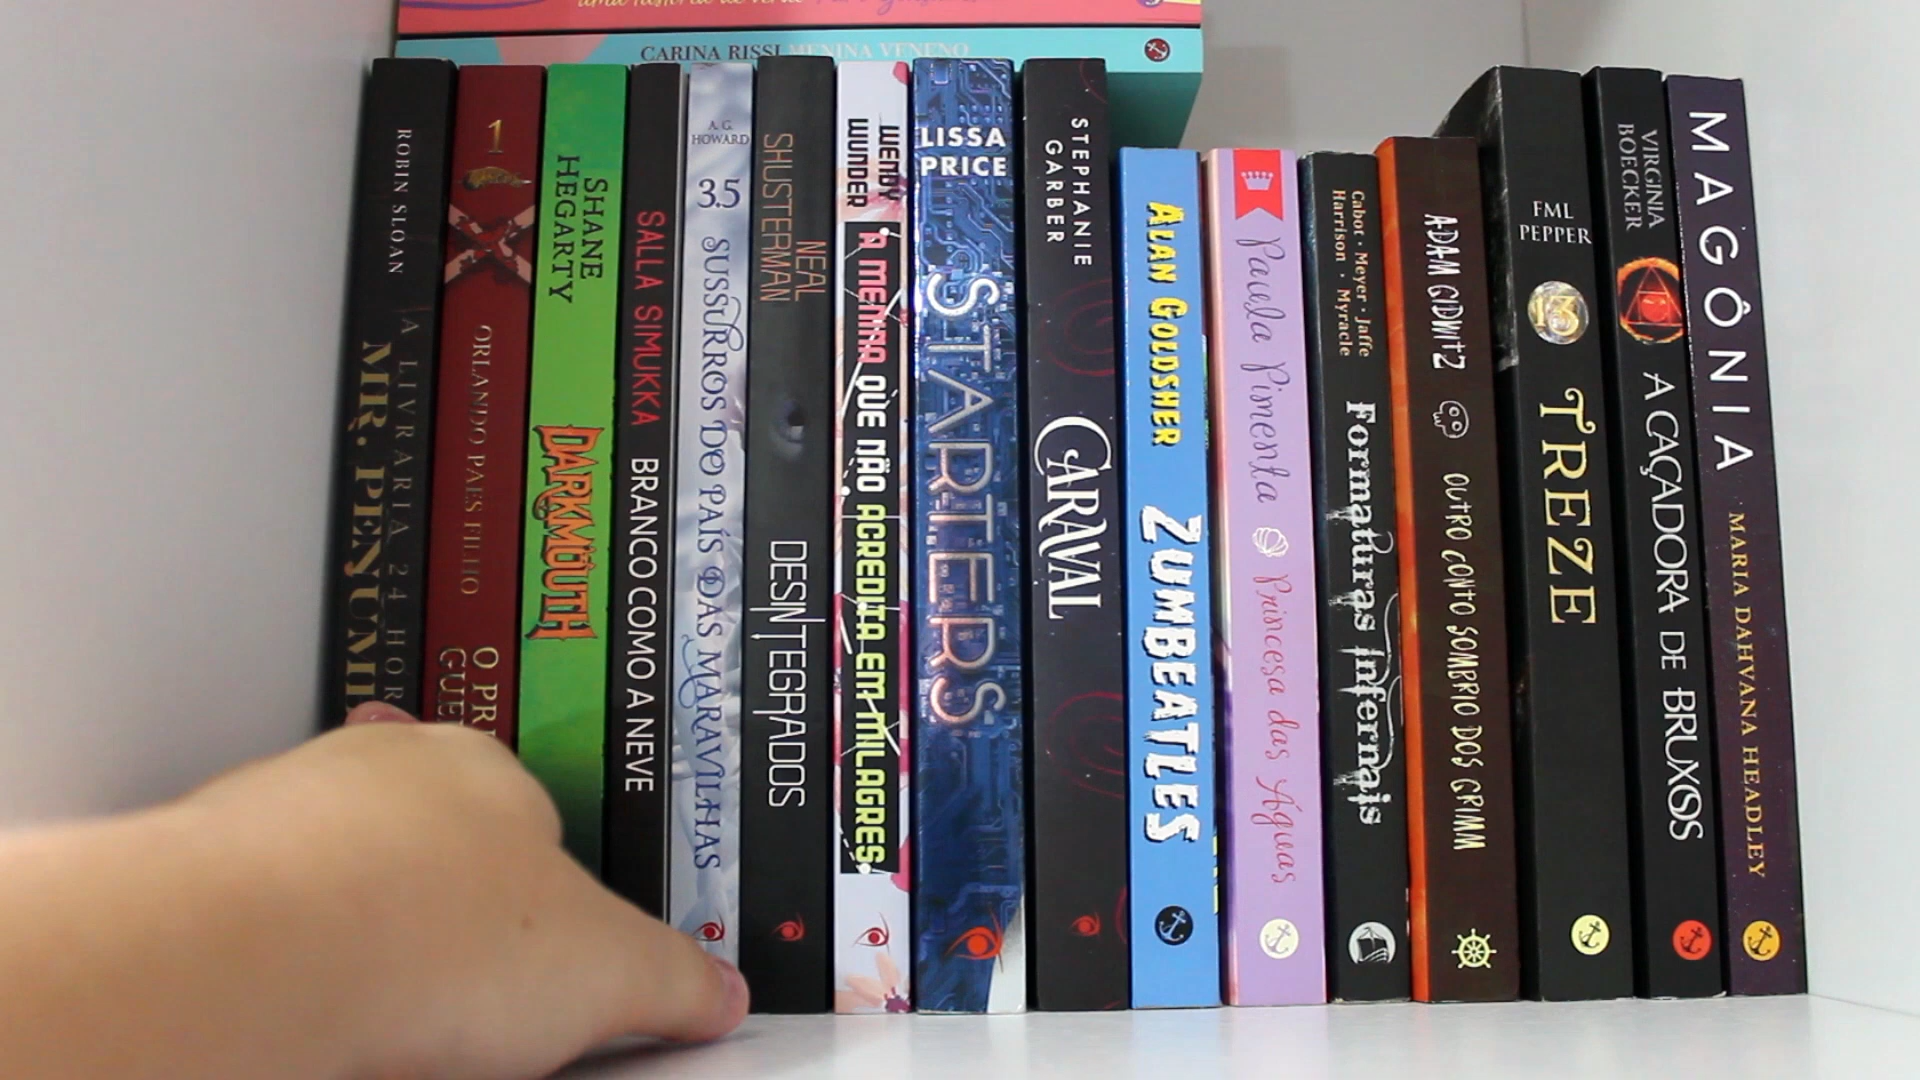 CARINA RISSI MENINA VENENO
ROBIN SLOAN
A LIVRARIA 24 HOR
MR. PENUMB
1
ORLANDO PAES FILHO
O PRI
GUER
SHANE
HEGARTY
DARKMOUTH
SALLA SIMUKKA BRANCO COMO A NEVE
A. G.
HOWARD
3.5
SUSSURROS DO PAÍS DAS MARAVILHAS
NEAL
SHUSTERMAN
DESINTEGRADOS
WENDY
WUNDER
A MENINA QUE NÃO ACREDITA EM MILAGRES
LISSA
PRICE
STARTERS
STEPHANIE
GARBER
CARAVAL
ALAN GOLDSHER ZUMBEATLES
Paula Pimenta Princesa das Águas
Cabot · Meyer · Jaffe
Harrison · Myracle
Formaturas infernais
ADAM GIDWITZ OUTRO CONTO SOMBRIO DOS GRIMM
FML
PEPPER
13
TREZE
VIRGINIA
BOECKER
A CAÇADORA DE BRUXOS
MAGÔNIA MARIA DAHVANA HEADLEY